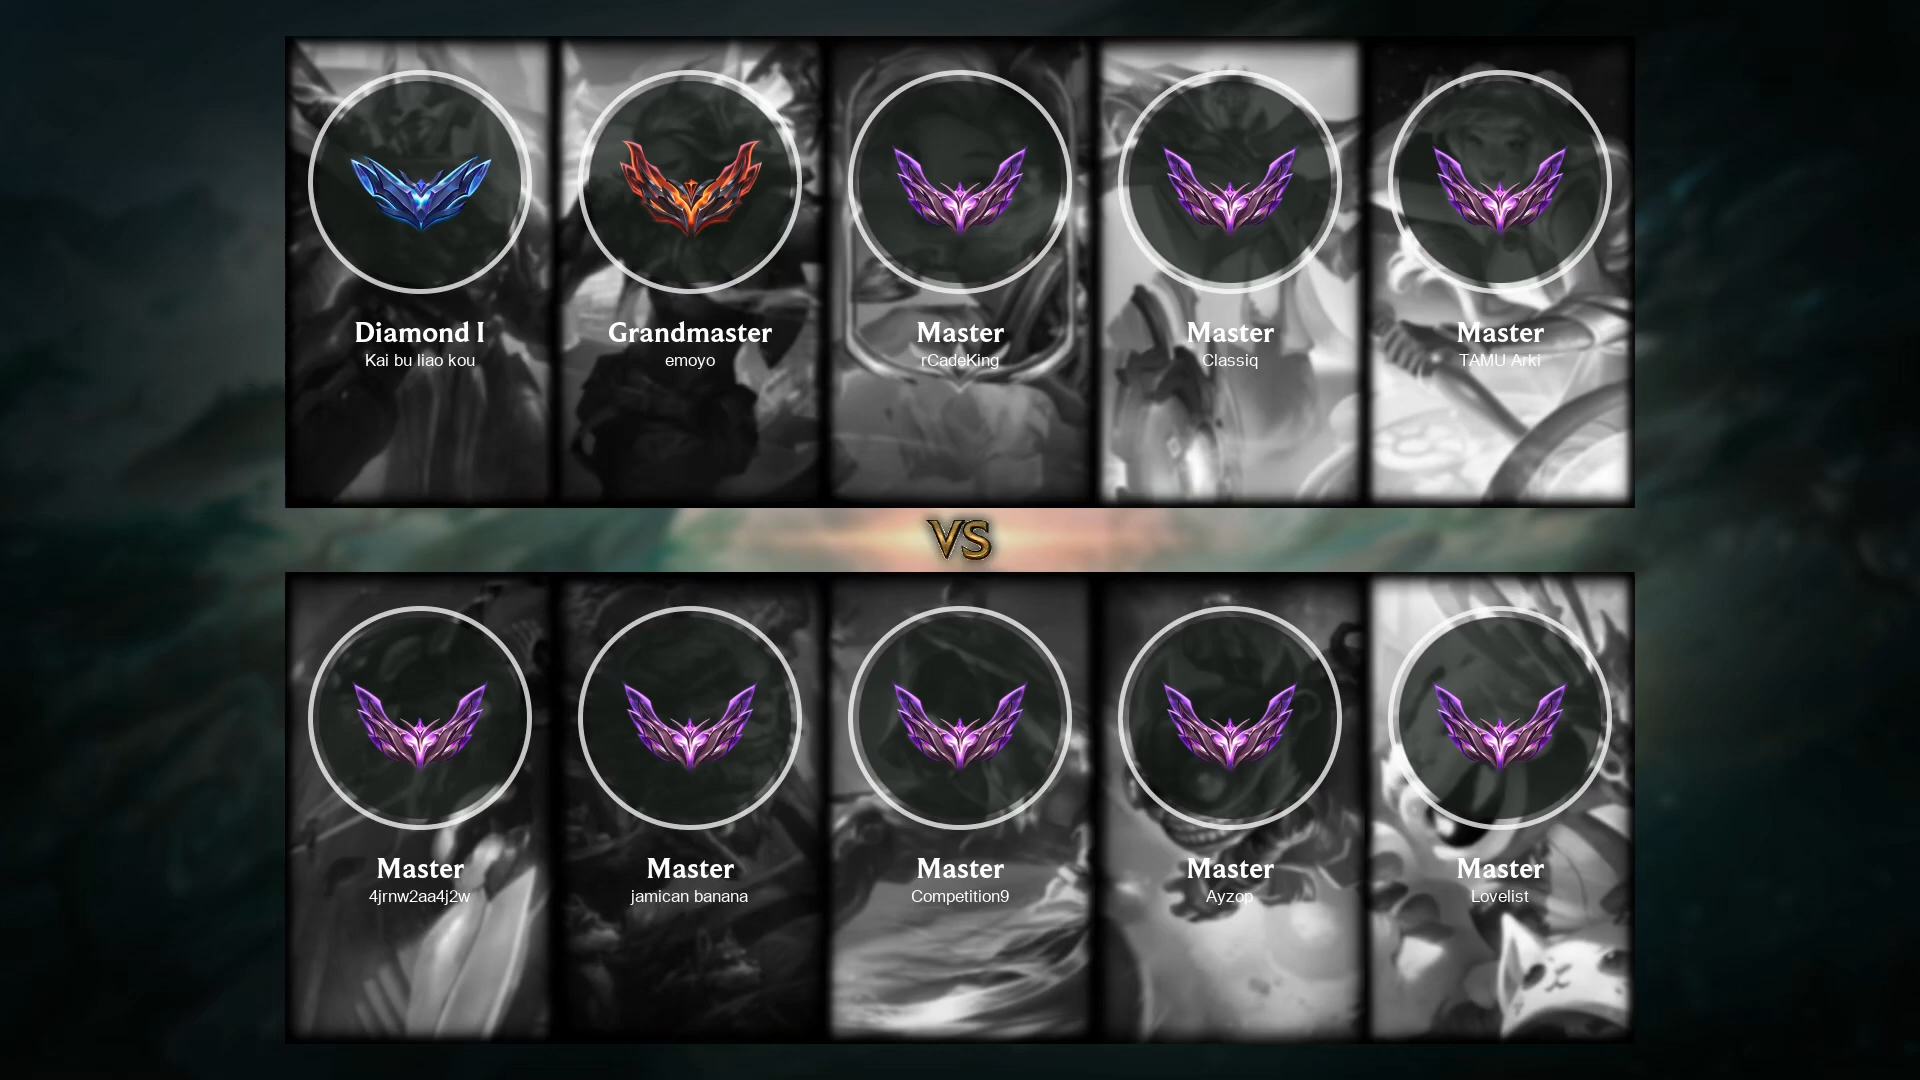 Diamond I
Kai bu liao kou
Grandmaster
emoyo
Master
rCadeKing
Master
Classiq
Master
TAMU Arki
VS
Master
4jrnw2aa4j2w
Master
jamican banana
Master
Competition9
Master
Ayzop
Master
Lovelist